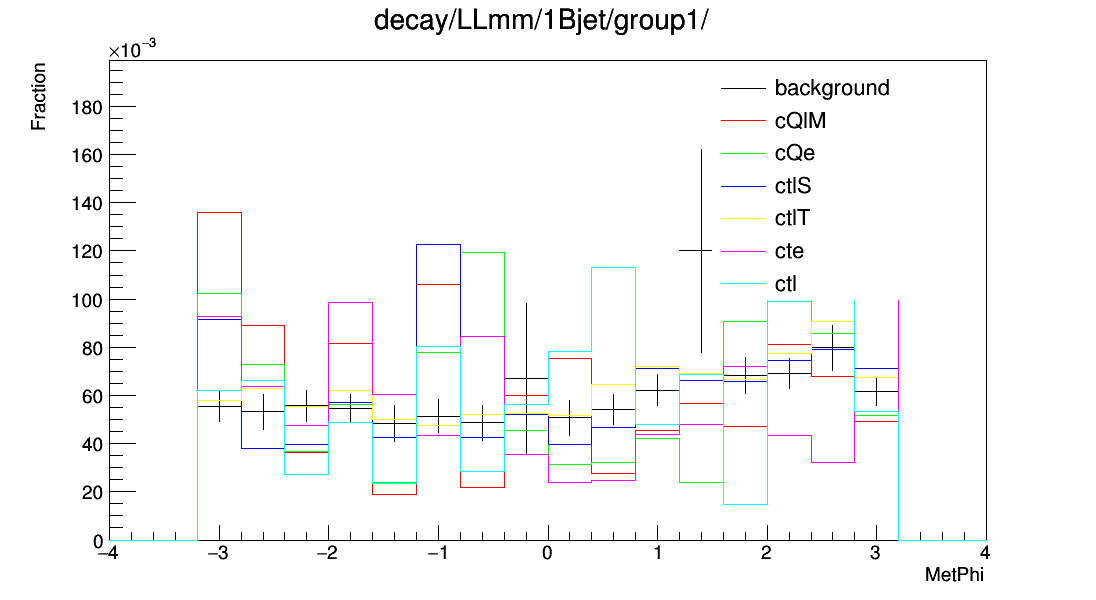 decay/LLmm/1Bjet/group1/
×10⁻³
Fraction
background
cQlM
cQe
ctlS
ctlT
cte
ctl
180
160
140
120
100
80
60
40
20
0
−4 −3 −2 −1 0 1 2 3 4
MetPhi